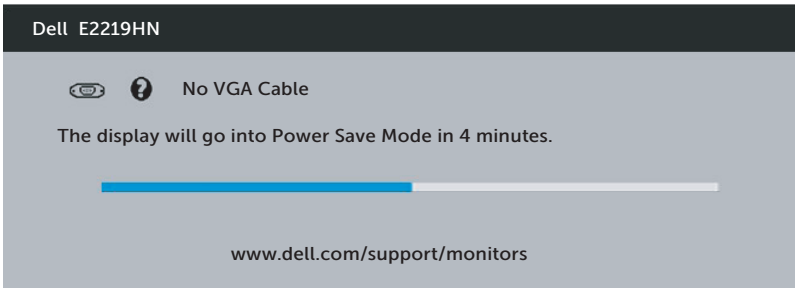 Dell E2219HN
No VGA Cable
The display will go into Power Save Mode in 4 minutes.
www.dell.com/support/monitors